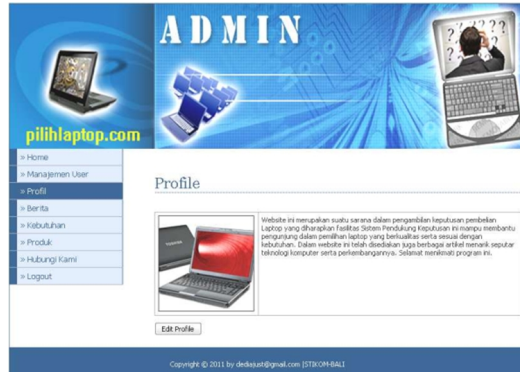 ADMIN
pilihlaptop.com
» Home
» Manajemen User
» Profil
» Berita
» Kebutuhan
» Produk
» Hubungi Kami
» Logout
Profile
Website ini merupakan suatu sarana dalam pengambilan keputusan pembelian
Laptop yang diharapkan fasilitas Sistem Pendukung Keputusan ini mampu membantu
pengunjung dalam pemilihan laptop yang berkualitas serta sesuai dengan
kebutuhan. Dalam website ini telah disediakan juga berbagai artikel menarik seputar
teknologi komputer serta perkembangannya. Selamat menikmati program ini.
Edit Profile
Copyright © 2011 by dediajust@gmail.com |STIKOM-BALI